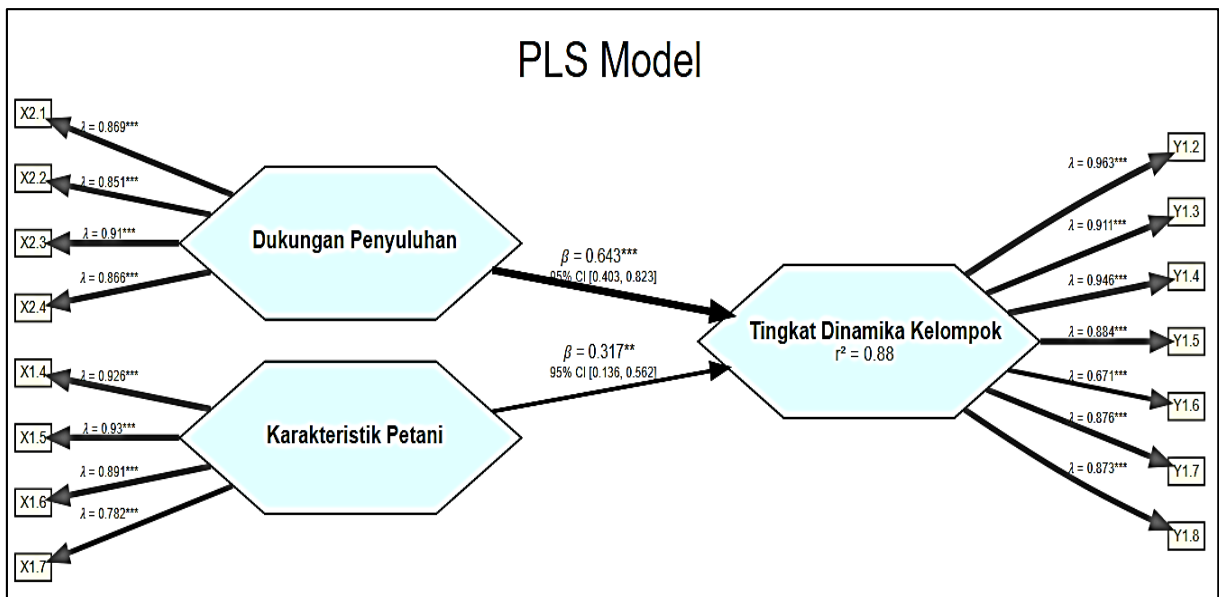 PLS Model
X2.1
λ = 0.869***
X2.2
λ = 0.851***
X2.3
λ = 0.91***
X2.4
λ = 0.866***
Dukungan Penyuluhan
β = 0.643***
95% CI [0.403, 0.823]
X1.4
λ = 0.926***
X1.5
λ = 0.93***
X1.6
λ = 0.891***
X1.7
λ = 0.782***
Karakteristik Petani
β = 0.317**
95% CI [0.136, 0.562]
Tingkat Dinamika Kelompok
r² = 0.88
λ = 0.963***
Y1.2
λ = 0.911***
Y1.3
λ = 0.946***
Y1.4
λ = 0.884***
Y1.5
λ = 0.671***
Y1.6
λ = 0.876***
Y1.7
λ = 0.873***
Y1.8